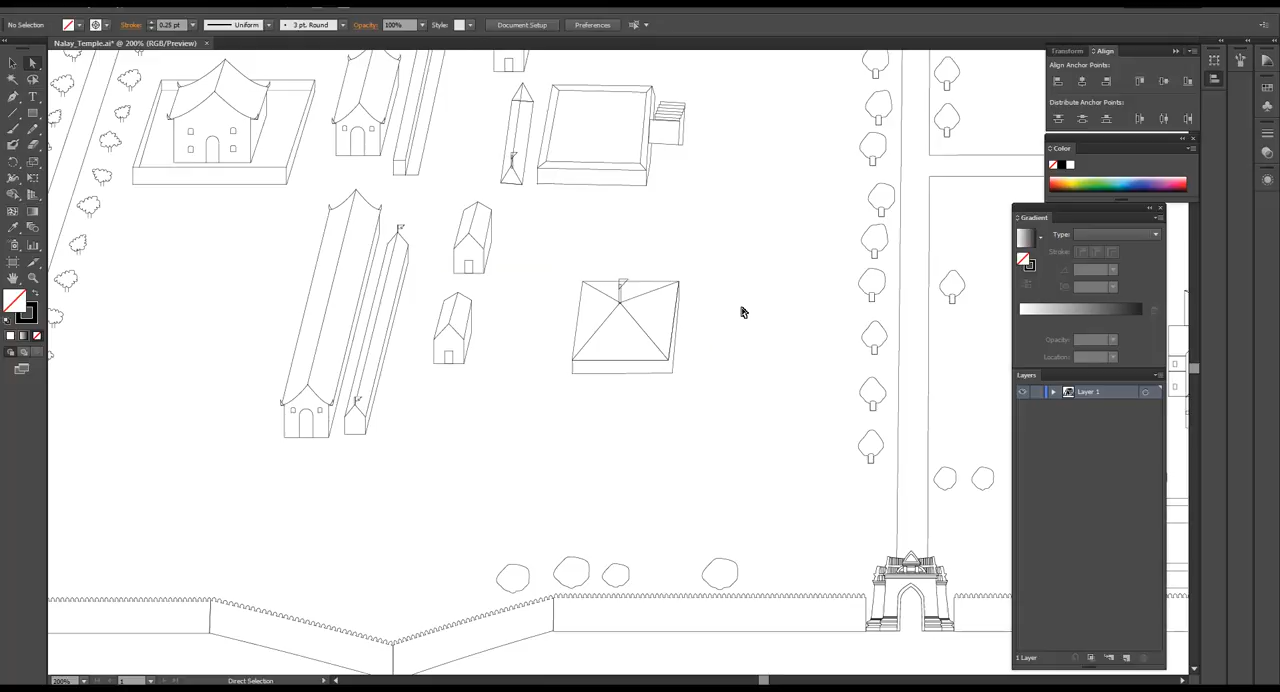 No Selection Stroke: 0.25 pt Uniform 3 pt. Round Opacity: 100% Style: Document Setup Preferences
Nalay_Temple.ai* @ 200% (RGB/Preview) ×
Transform Align
Align Anchor Points:
Distribute Anchor Points:
Color
Gradient
Type:
Stroke:
Opacity:
Location:
Layers
Layer 1
1 Layer
200% 1 Direct Selection